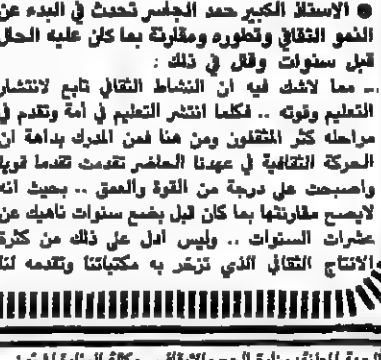 ● الاستاذ الكبير حمد الجاسر تحدث في البدء عن
النمو الثقافي وتطوره ومقارنة بما كان عليه الحال
قبل سنوات وقال في ذلك :
ـ مما لاشك فيه ان النشاط الثقافي تابع لانتشار
التعليم وقوته .. فكلما انتشر التعليم في أمة وتقدم في
مراحله كثر المثقفون ومن هنا فمن المدرك بداهة ان
الحركة الثقافية في عهدنا الحاضر تقدمت تقدما قويا
واصبحت على درجة من القوة والعمق .. بحيث انه
لايصح مقارنتها بما كان قبل بضع سنوات ناهيك عن
عشرات السنوات .. وليس ادل على ذلك من كثرة
الانتاج الثقافي الذي تزخر به مكتباتنا وتقدمه لنا